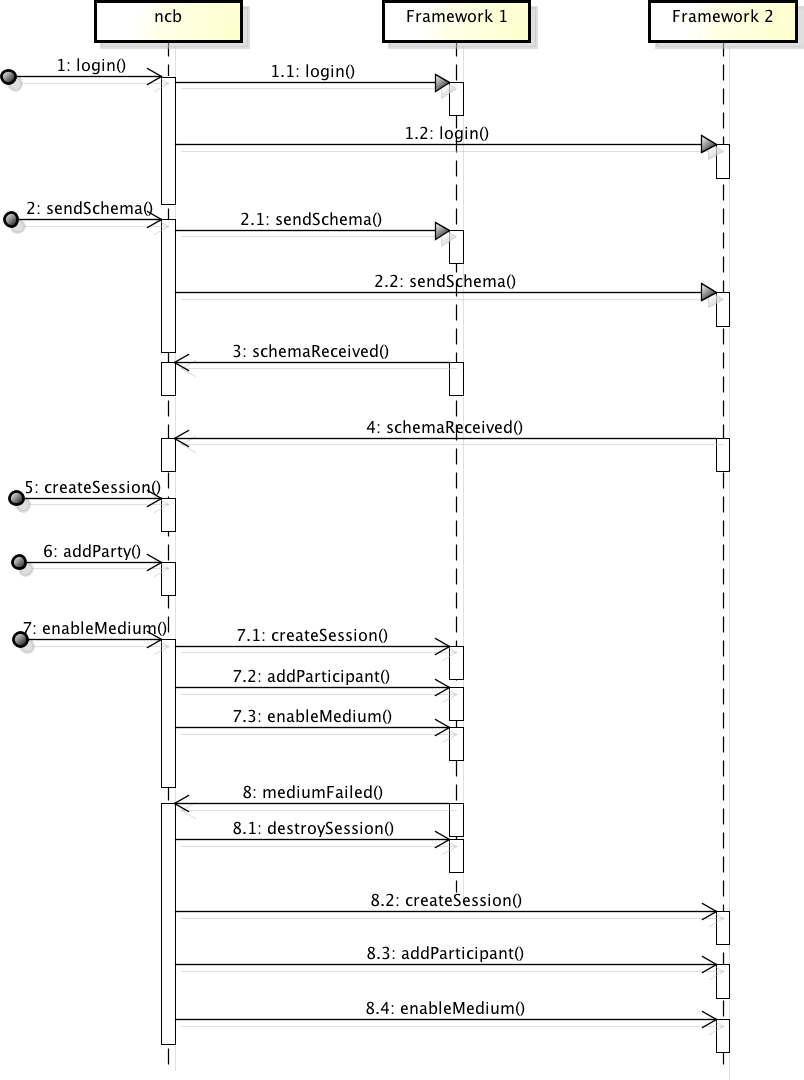 ncb
Framework 1
Framework 2
1: login()
1.1: login()
1.2: login()
2: sendSchema()
2.1: sendSchema()
2.2: sendSchema()
3: schemaReceived()
4: schemaReceived()
5: createSession()
6: addParty()
7: enableMedium()
7.1: createSession()
7.2: addParticipant()
7.3: enableMedium()
8: mediumFailed()
8.1: destroySession()
8.2: createSession()
8.3: addParticipant()
8.4: enableMedium()